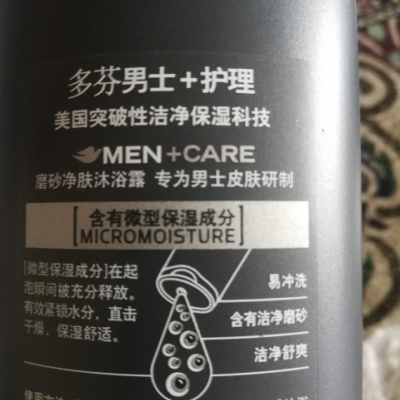 多芬男士+护理
美国突破性洁净保湿科技
MEN+CARE
磨砂净肤沐浴露 专为男士皮肤研制
[含有微型保湿成分]
[MICROMOISTURE]
[微型保湿成分]在起
泡瞬间被充分释放。
有效紧锁水分，直击
干燥，保湿舒适。
易冲洗
含有洁净磨砂
洁净舒爽